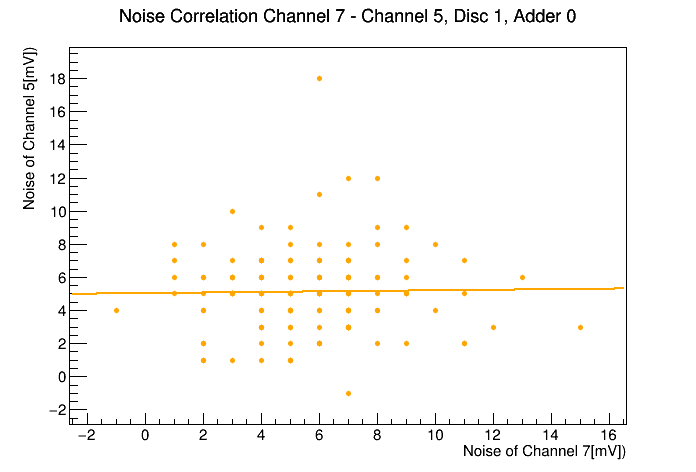 Noise Correlation Channel 7 - Channel 5, Disc 1, Adder 0
Noise of Channel 5[mV])
18
16
14
12
10
8
6
4
2
0
−2
−2 0 2 4 6 8 10 12 14 16
Noise of Channel 7[mV])